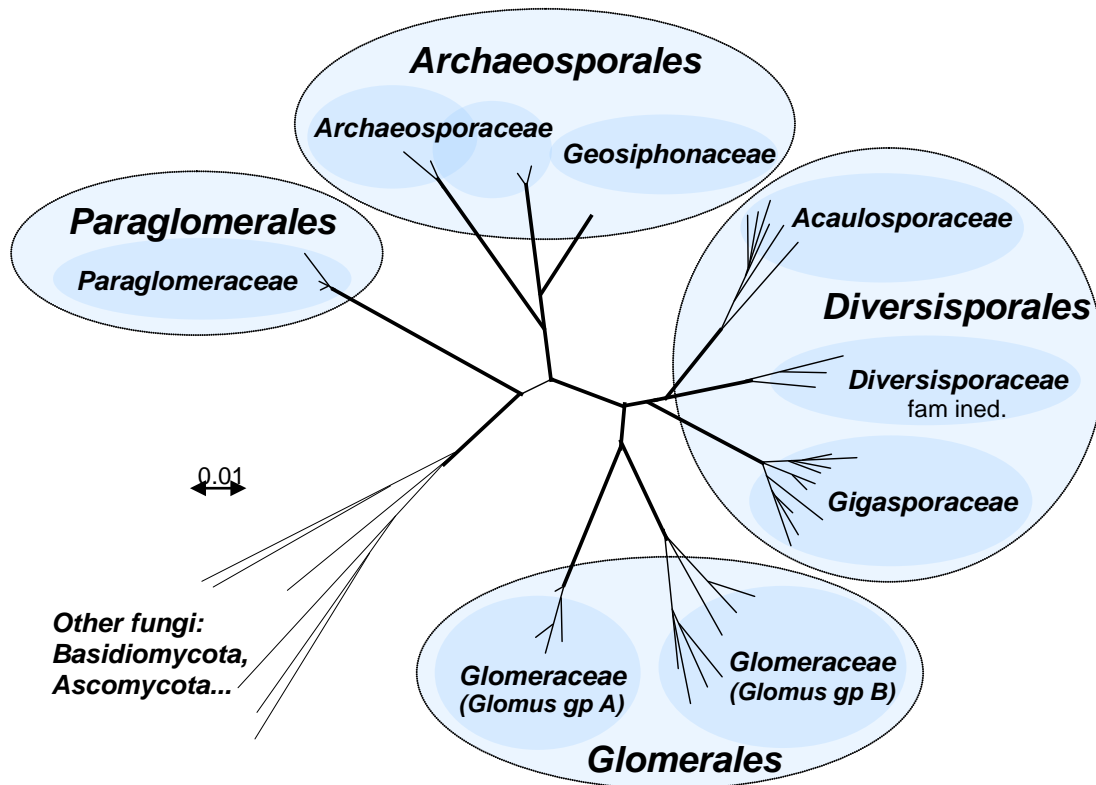 Archaeosporales
Archaeosporaceae
Geosiphonaceae
Paraglomerales
Paraglomeraceae
Acaulosporaceae
Diversisporales
Diversisporaceae
fam ined.
Gigasporaceae
0.01
Other fungi:
Basidiomycota,
Ascomycota...
Glomeraceae
(Glomus gp A)
Glomeraceae
(Glomus gp B)
Glomerales